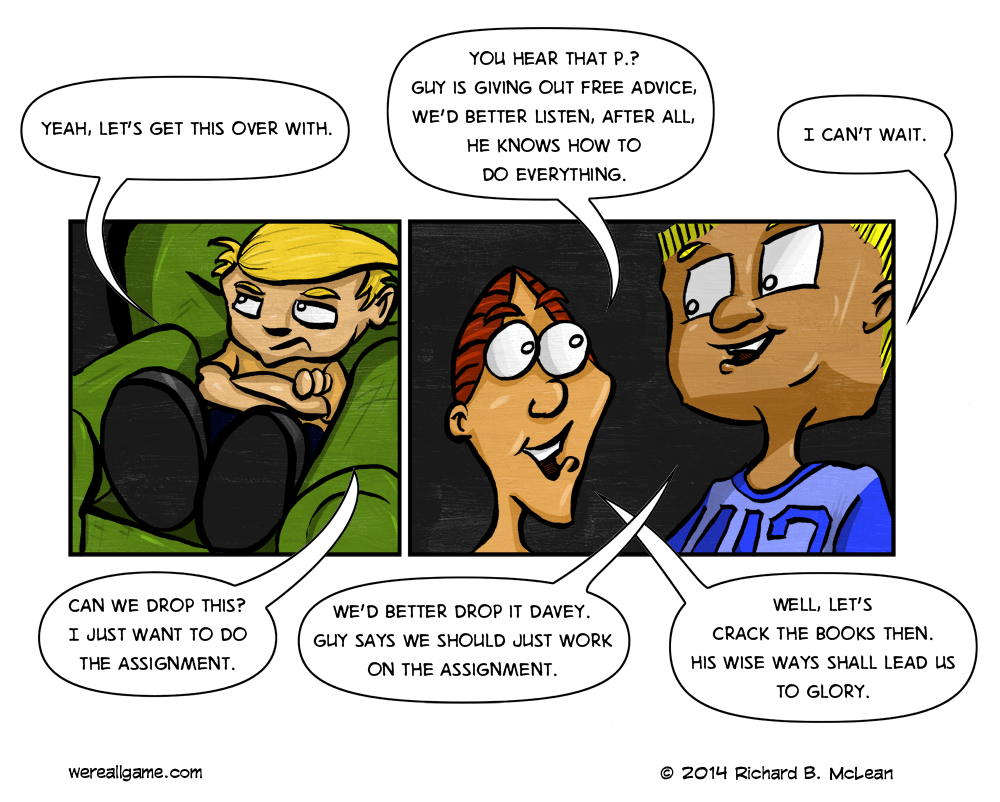 YEAH, LET'S GET THIS OVER WITH.
CAN WE DROP THIS?
I JUST WANT TO DO
THE ASSIGNMENT.
YOU HEAR THAT P.?
GUY IS GIVING OUT FREE ADVICE,
WE'D BETTER LISTEN, AFTER ALL,
HE KNOWS HOW TO
DO EVERYTHING.
I CAN'T WAIT.
WE'D BETTER DROP IT DAVEY.
GUY SAYS WE SHOULD JUST WORK
ON THE ASSIGNMENT.
WELL, LET'S
CRACK THE BOOKS THEN.
HIS WISE WAYS SHALL LEAD US
TO GLORY.
wereallgame.com
© 2014 Richard B. McLean